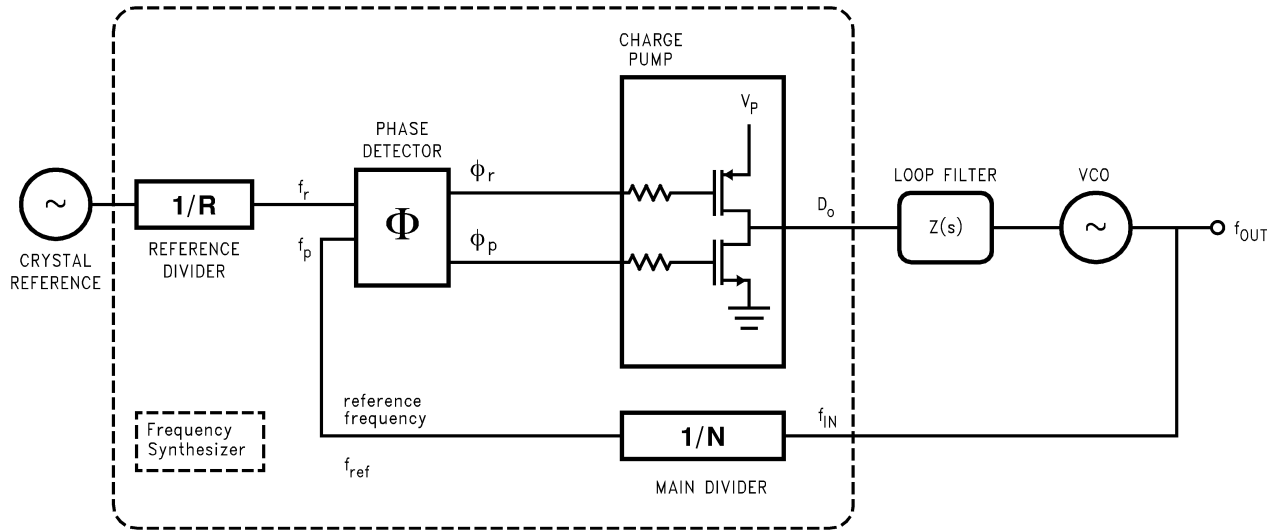 CHARGE
PUMP
V_P
PHASE
DETECTOR
ϕ_r
f_r
1/R
Φ
~
D_o
LOOP FILTER
Z(s)
VCO
~
f_OUT
f_p
ϕ_p
REFERENCE
DIVIDER
CRYSTAL
REFERENCE
reference
frequency
f_ref
1/N
f_IN
MAIN DIVIDER
Frequency
Synthesizer